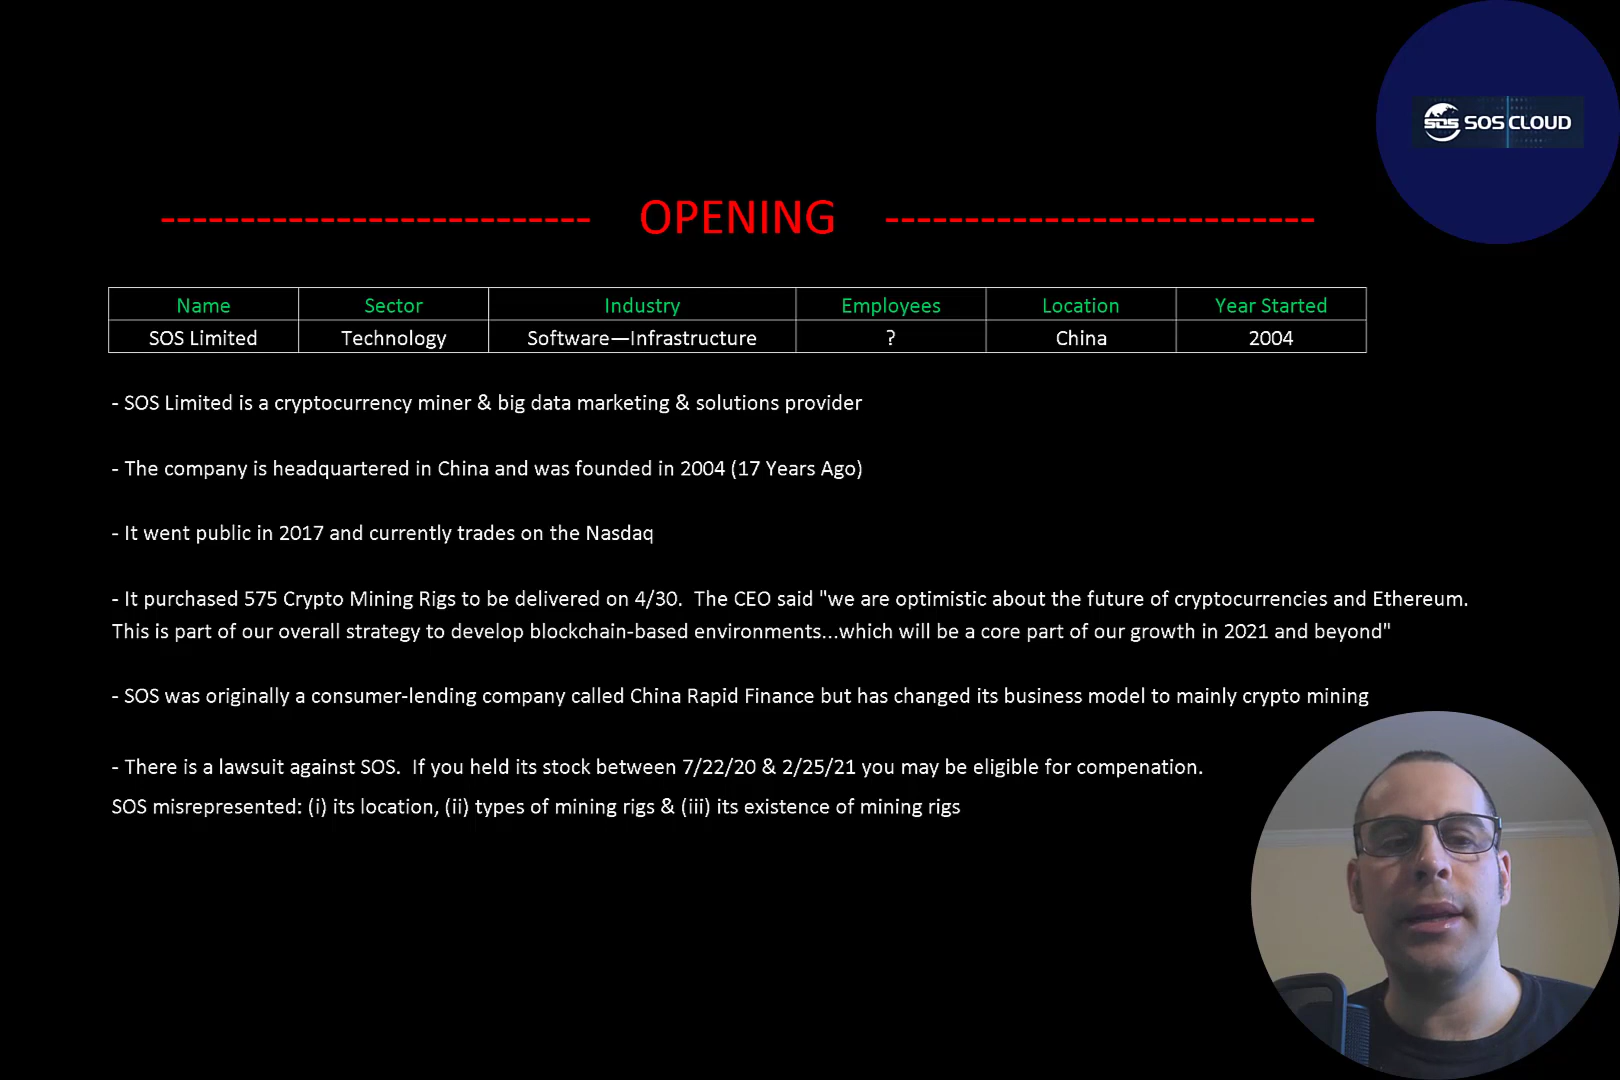 SOS SOS CLOUD
--------------------------- OPENING ---------------------------
Name Sector Industry Employees Location Year Started
SOS Limited Technology Software—Infrastructure ? China 2004
- SOS Limited is a cryptocurrency miner & big data marketing & solutions provider
- The company is headquartered in China and was founded in 2004 (17 Years Ago)
- It went public in 2017 and currently trades on the Nasdaq
- It purchased 575 Crypto Mining Rigs to be delivered on 4/30.  The CEO said "we are optimistic about the future of cryptocurrencies and Ethereum.
This is part of our overall strategy to develop blockchain-based environments...which will be a core part of our growth in 2021 and beyond"
- SOS was originally a consumer-lending company called China Rapid Finance but has changed its business model to mainly crypto mining
- There is a lawsuit against SOS.  If you held its stock between 7/22/20 & 2/25/21 you may be eligible for compenation.
SOS misrepresented: (i) its location, (ii) types of mining rigs & (iii) its existence of mining rigs